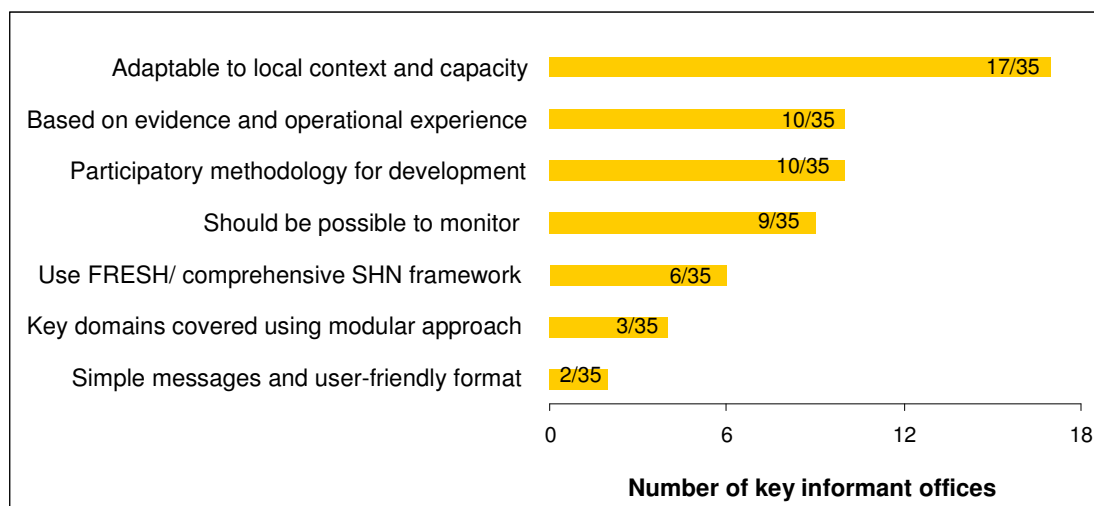 Adaptable to local context and capacity 17/35
Based on evidence and operational experience 10/35
Participatory methodology for development 10/35
Should be possible to monitor 9/35
Use FRESH/ comprehensive SHN framework 6/35
Key domains covered using modular approach 3/35
Simple messages and user-friendly format 2/35
0 6 12 18
Number of key informant offices